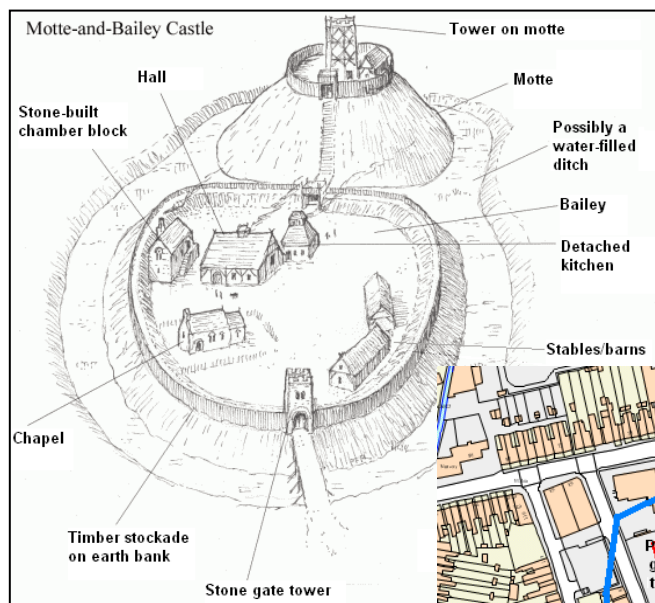 Motte-and-Bailey Castle
Tower on motte
Hall
Motte
Stone-built
chamber block
Possibly a
water-filled
ditch
Bailey
Detached
kitchen
Stables/barns
Chapel
Timber stockade
on earth bank
Stone gate tower